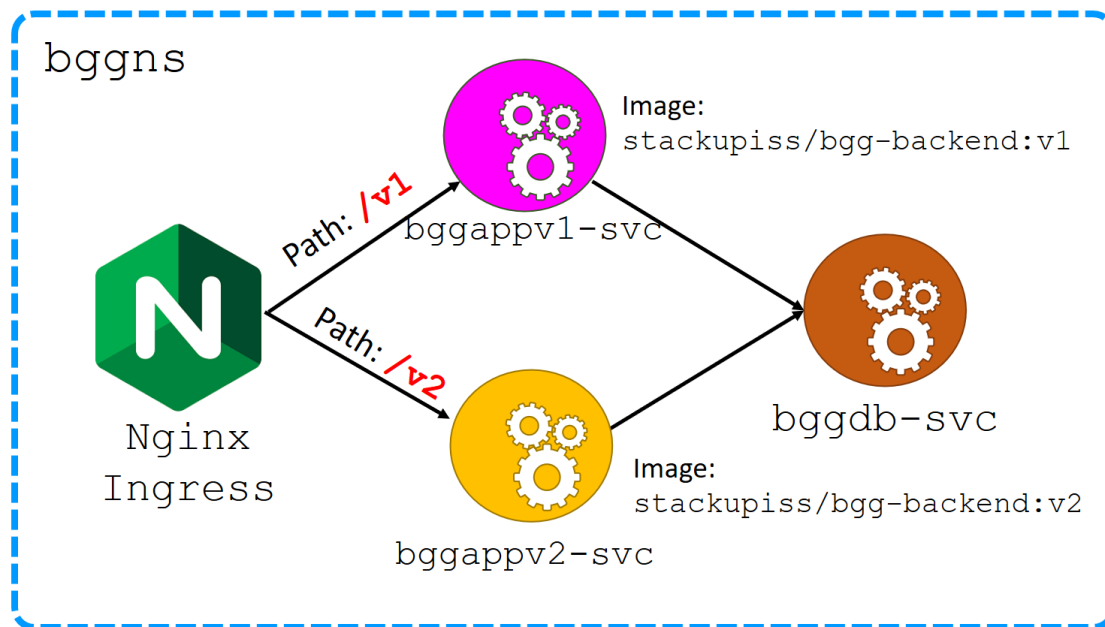 bggns
Image:
stackupiss/bgg-backend:v1
Path: /v1
bggappv1-svc
N
Path: /v2
Nginx
Ingress
bggdb-svc
Image:
stackupiss/bgg-backend:v2
bggappv2-svc